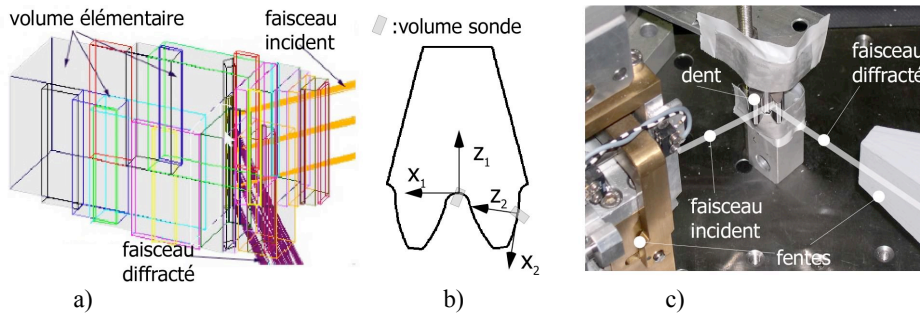 volume élémentaire
faisceau
incident
faisceau
diffracté
a)
:volume sonde
Z1
X1
Z2
X2
b)
dent
faisceau
diffracté
faisceau
incident
fentes
c)